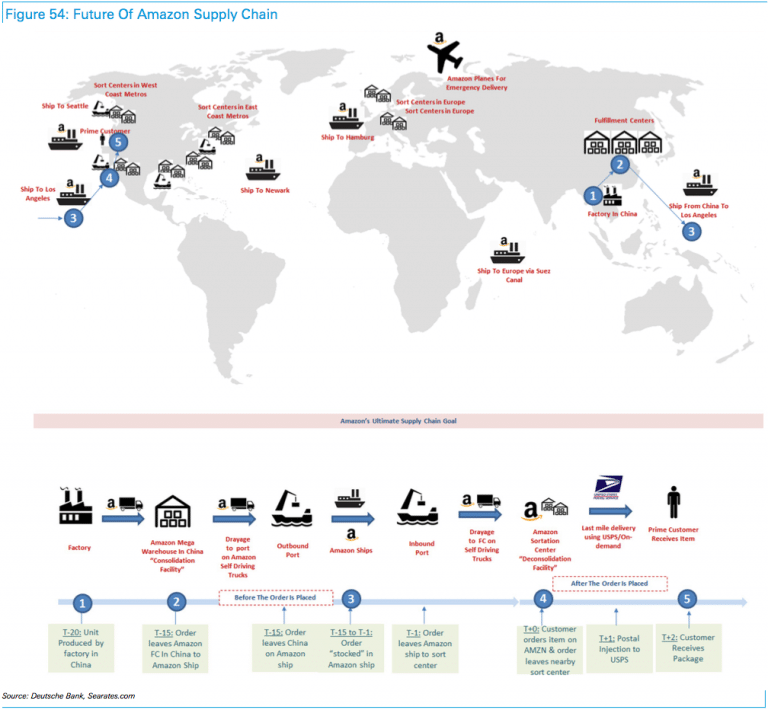 Figure 54: Future Of Amazon Supply Chain
a
Amazon Planes For
Emergency Delivery
Sort Centers in West
Coast Metros
Ship To Seattle
a
Prime Customer
5
4
a
Ship To Los
Angeles
3
Sort Centers in East
Coast Metros
a
Ship To Newark
a
Ship To Hamburg
Sort Centers in Europe
Sort Centers in Europe
a
Ship To Europe via Suez
Canal
Fulfillment Centers
2
1
Factory In China
a
Ship From China To
Los Angeles
3
Amazon's Ultimate Supply Chain Goal
Factory
a
Amazon Mega
Warehouse In China
"Consolidation
Facility"
a
Drayage
to port
on Amazon
Self Driving
Trucks
Outbound
Port
a
Amazon Ships
Inbound
Port
a
Drayage
to FC on
Self Driving
Trucks
a
Amazon
Sortation
Center
"Deconsolidation
Facility"
UNITED STATES
POSTAL SERVICE
Last mile delivery
using USPS/On-
demand
Prime Customer
Receives Item
Before The Order Is Placed
After The Order Is Placed
1
2
3
4
5
T-20: Unit
Produced by
factory in
China
T-15: Order
leaves Amazon
FC In China to
Amazon Ship
T-15: Order
leaves China
on Amazon
ship
T-15 to T-1:
Order
"stocked" in
Amazon ship
T-1: Order
leaves Amazon
ship to sort
center
T+0: Customer
orders item on
AMZN & order
leaves nearby
sort center
T+1: Postal
Injection to
USPS
T+2: Customer
Receives
Package
Source: Deutsche Bank, Searates.com